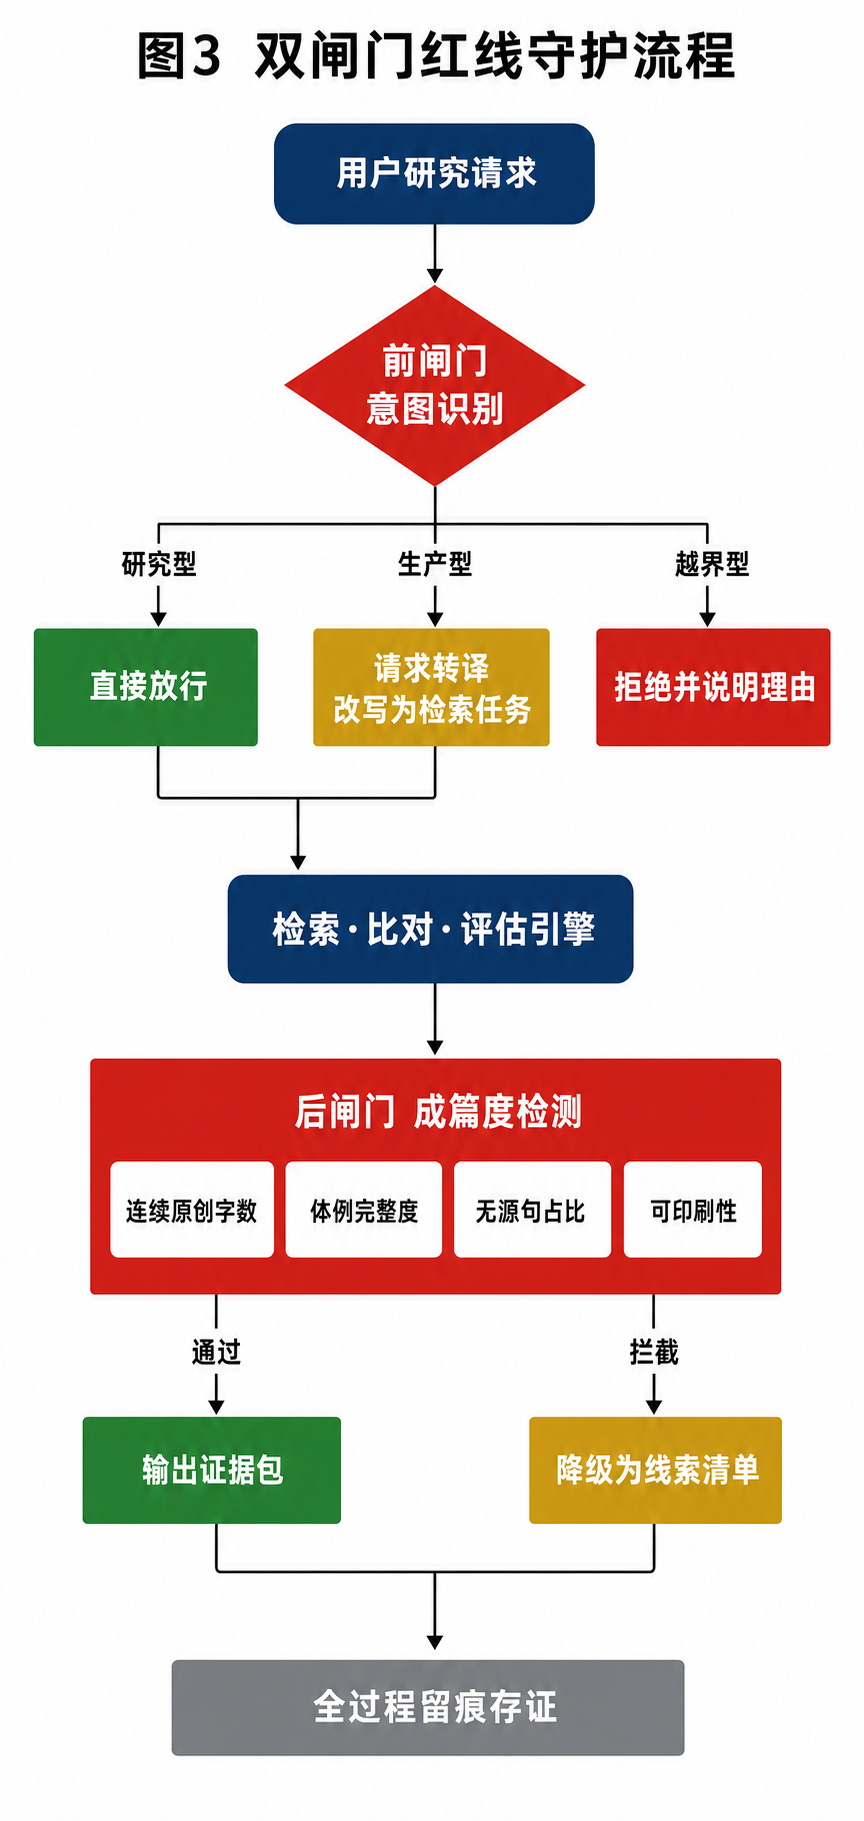 图3 双闸门红线守护流程
用户研究请求
前闸门
意图识别
研究型
生产型
越界型
直接放行
请求转译
改写为检索任务
拒绝并说明理由
检索·比对·评估引擎
后闸门 成篇度检测
连续原创字数
体例完整度
无源句占比
可印刷性
通过
拦截
输出证据包
降级为线索清单
全过程留痕存证